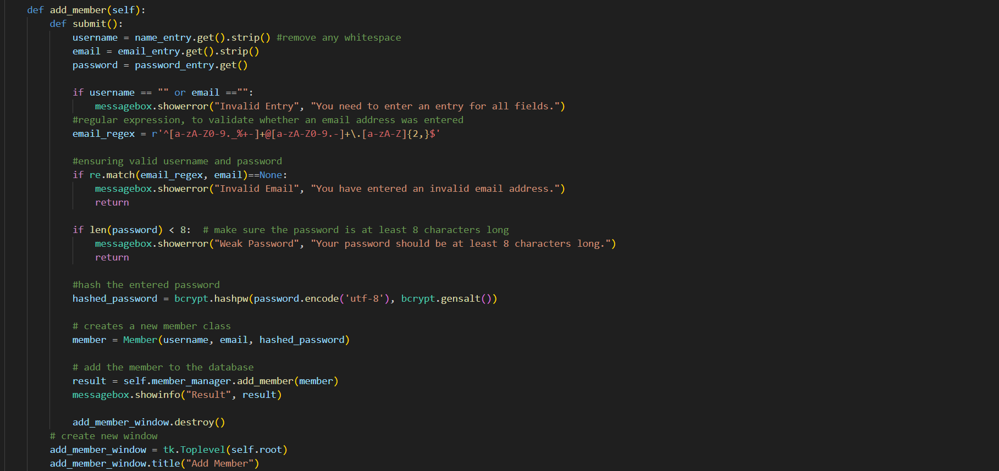 def add_member(self):
def submit():
username = name_entry.get().strip() #remove any whitespace
email = email_entry.get().strip()
password = password_entry.get()
if username == "" or email =="":
messagebox.showerror("Invalid Entry", "You need to enter an entry for all fields.")
#regular expression, to validate whether an email address was entered
email_regex = r'^[a-zA-Z0-9._%+-]+@[a-zA-Z0-9.-]+\.[a-zA-Z]{2,}$'
#ensuring valid username and password
if re.match(email_regex, email)==None:
messagebox.showerror("Invalid Email", "You have entered an invalid email address.")
return
if len(password) < 8:  # make sure the password is at least 8 characters long
messagebox.showerror("Weak Password", "Your password should be at least 8 characters long.")
return
#hash the entered password
hashed_password = bcrypt.hashpw(password.encode('utf-8'), bcrypt.gensalt())
# creates a new member class
member = Member(username, email, hashed_password)
# add the member to the database
result = self.member_manager.add_member(member)
messagebox.showinfo("Result", result)
add_member_window.destroy()
# create new window
add_member_window = tk.Toplevel(self.root)
add_member_window.title("Add Member")